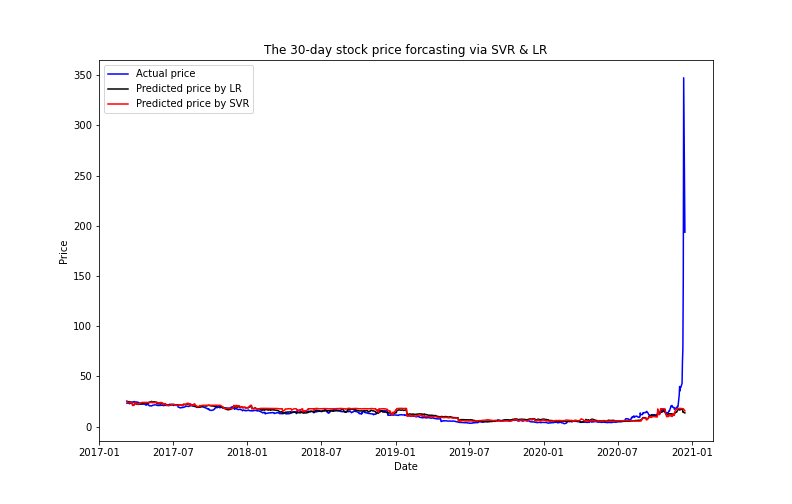 The 30-day stock price forcasting via SVR & LR
Actual price
Predicted price by LR
Predicted price by SVR
350
300
250
200
150
100
50
0
Price
2017-01 2017-07 2018-01 2018-07 2019-01 2019-07 2020-01 2020-07 2021-01
Date